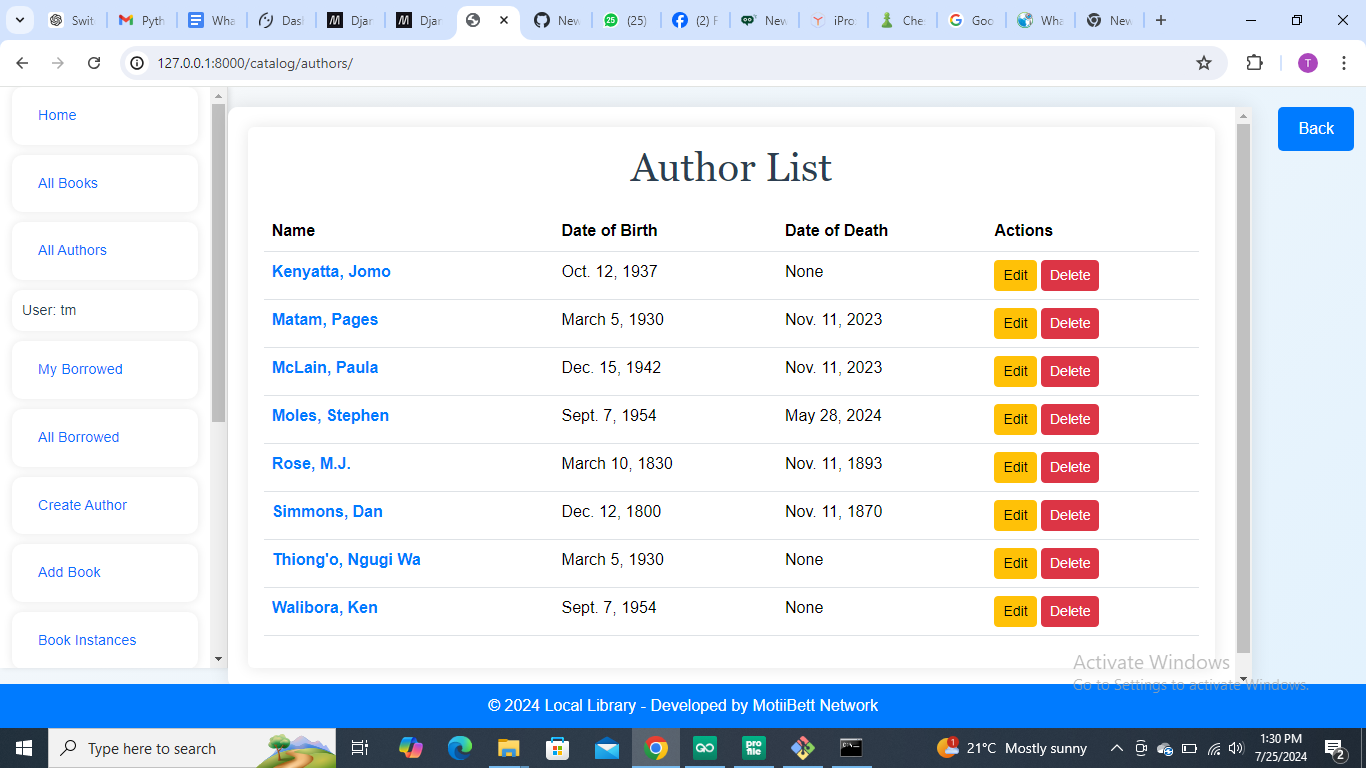 Swit
Pyth
Wha
Dasl
Djar
Djar
New
(25)
(2) F
New
iPro
Che
Goo
Wha
New
127.0.0.1:8000/catalog/authors/
T
Home
All Books
All Authors
User: tm
My Borrowed
All Borrowed
Create Author
Add Book
Book Instances
Back
Author List
Name Date of Birth Date of Death Actions
Kenyatta, Jomo Oct. 12, 1937 None Edit Delete
Matam, Pages March 5, 1930 Nov. 11, 2023 Edit Delete
McLain, Paula Dec. 15, 1942 Nov. 11, 2023 Edit Delete
Moles, Stephen Sept. 7, 1954 May 28, 2024 Edit Delete
Rose, M.J. March 10, 1830 Nov. 11, 1893 Edit Delete
Simmons, Dan Dec. 12, 1800 Nov. 11, 1870 Edit Delete
Thiong'o, Ngugi Wa March 5, 1930 None Edit Delete
Walibora, Ken Sept. 7, 1954 None Edit Delete
Activate Windows
Go to Settings to activate Windows.
© 2024 Local Library - Developed by MotiiBett Network
Type here to search
21°C Mostly sunny
1:30 PM
7/25/2024
2